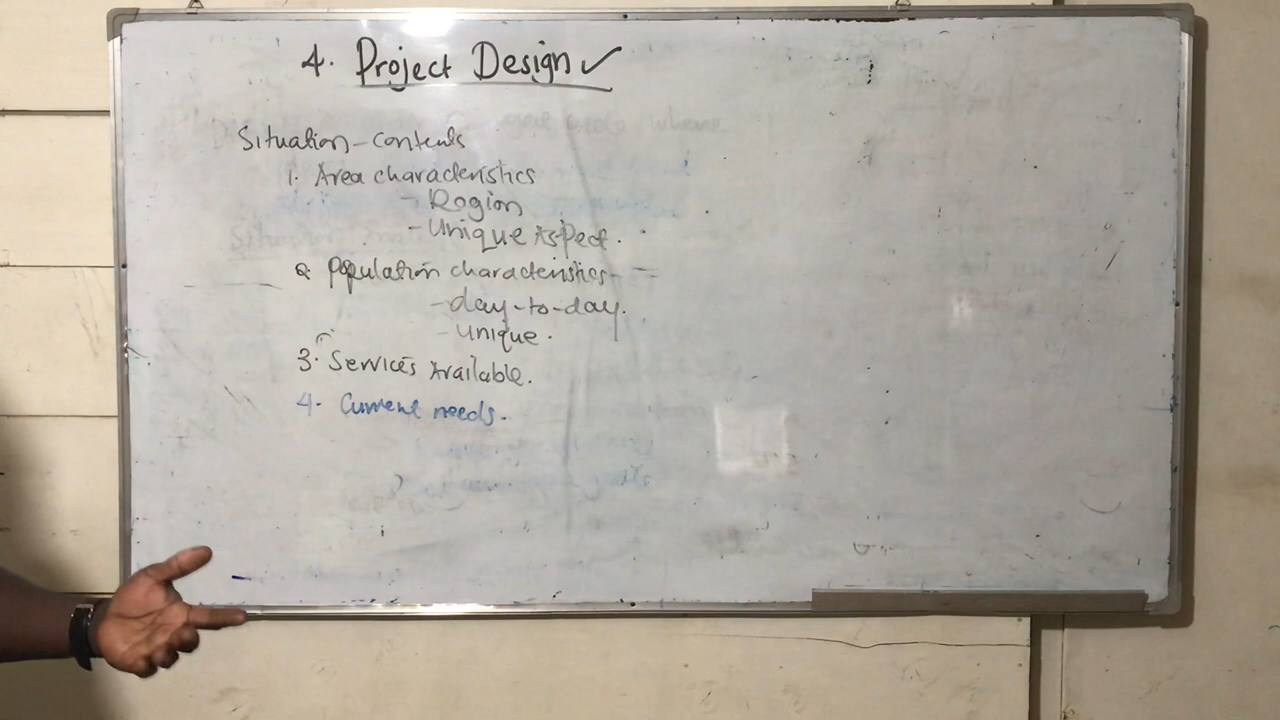 4. Project Design ✓
Situation - contents
1. Area characteristics
- Region
- Unique Aspect.
2. Population characteristics -
- day-to-day.
- unique.
3. Services Available.
4. Current needs.